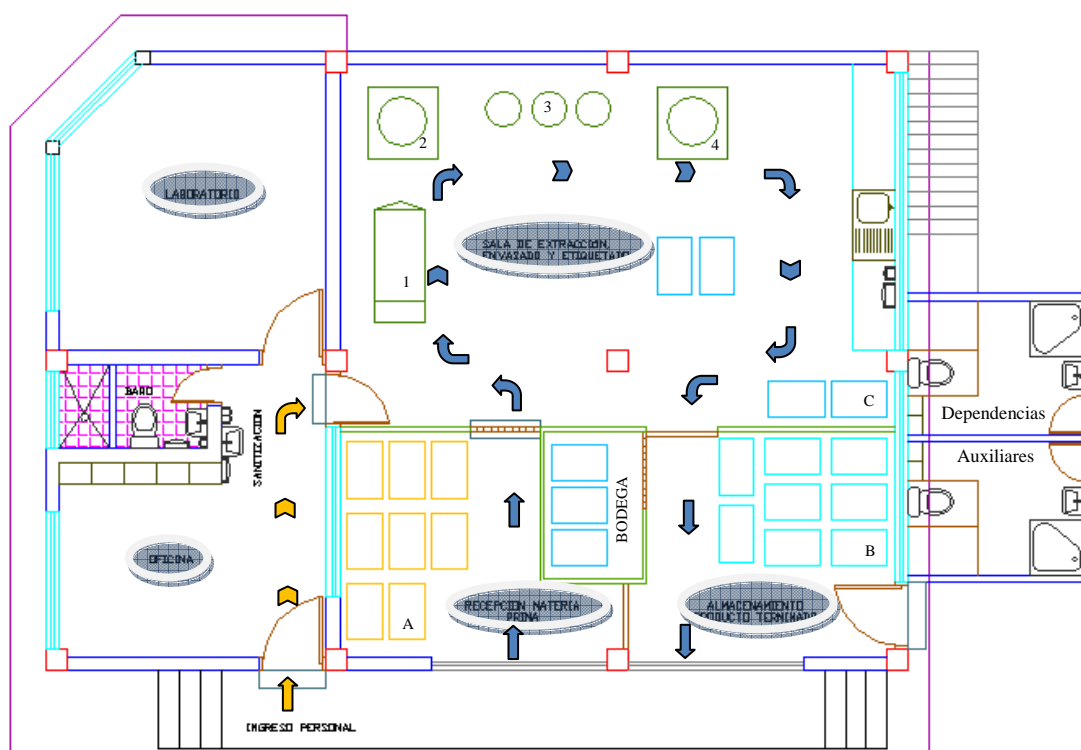 2
3
4
LABORATORIO
SALA DE EXTRACCION,
ENVAZADO Y ETIQUETADO
1
BAÑO
SANITIZACION
C
Dependencias
Auxiliares
BODEGA
B
OFICINA
A
RECEPCION MATERIA
PRIMA
ALMACENAMIENTO
PRODUCTO TERMINADO
INGRESO PERSONAL